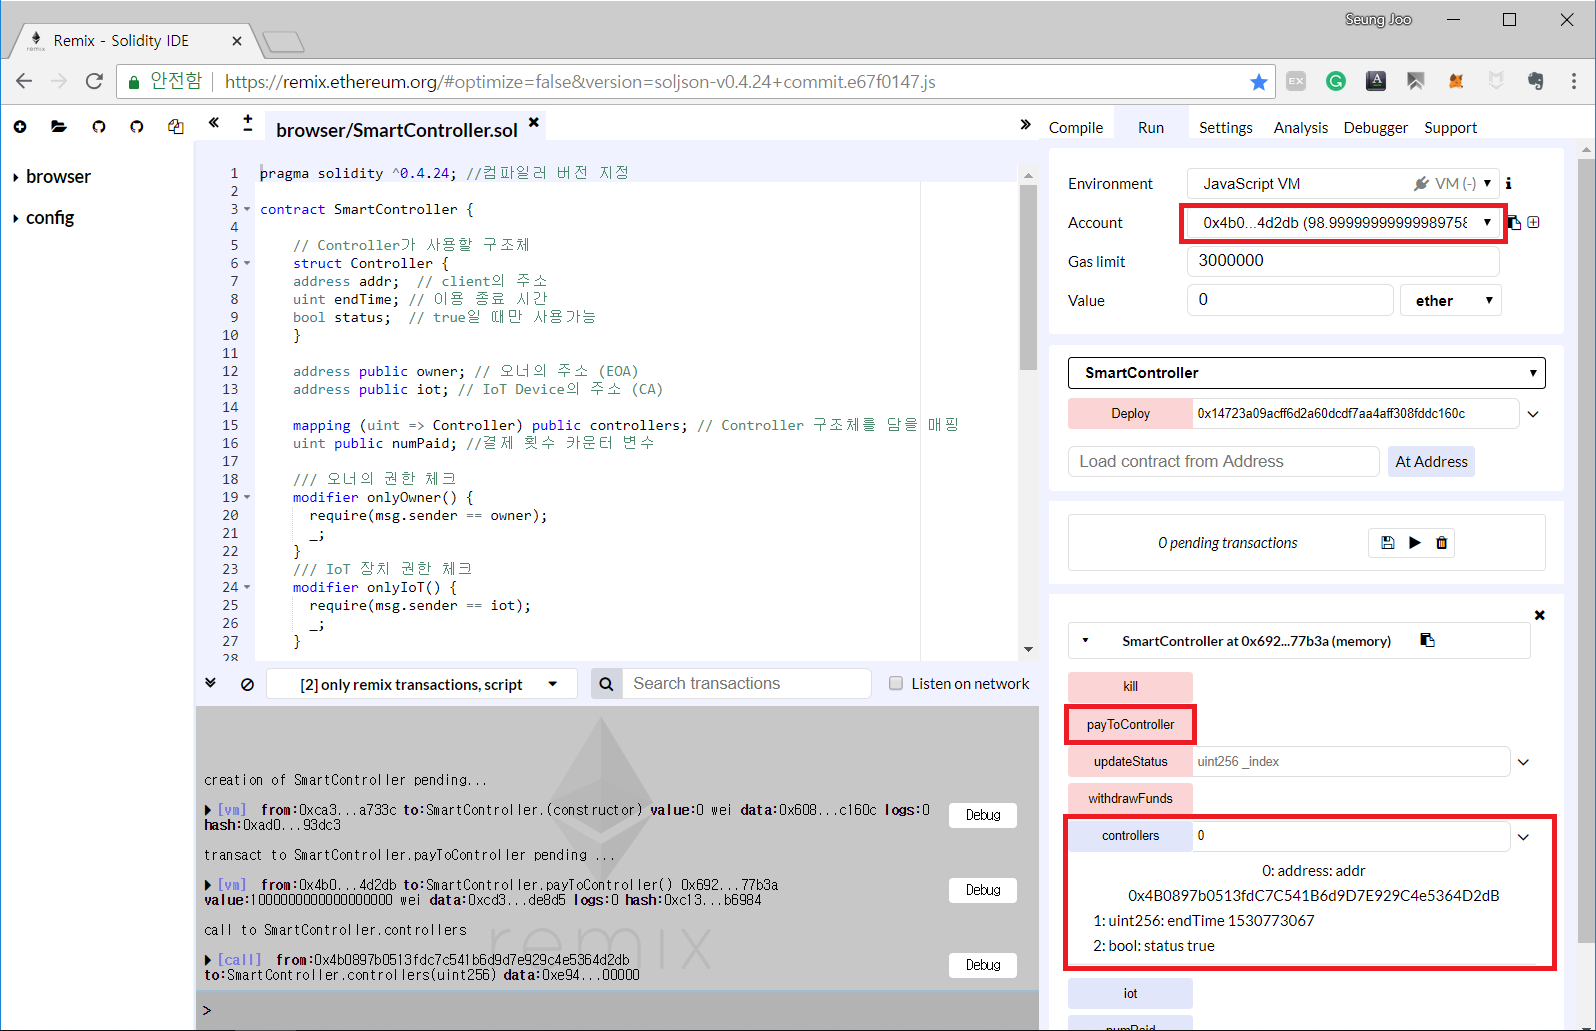 Seung Joo
Remix - Solidity IDE
안전함
https://remix.ethereum.org/#optimize=false&version=soljson-v0.4.24+commit.e67f0147.js
browser
config
browser/SmartController.sol
1 pragma solidity ^0.4.24; //컴파일러 버전 지정
2
3 contract SmartController {
4
5 // Controller가 사용할 구조체
6 struct Controller {
7 address addr; // client의 주소
8 uint endTime; // 이용 종료 시간
9 bool status; // true일 때만 사용가능
10 }
11
12 address public owner; // 오너의 주소 (EOA)
13 address public iot; // IoT Device의 주소 (CA)
14
15 mapping (uint => Controller) public controllers; // Controller 구조체를 담을 매핑
16 uint public numPaid; //결제 횟수 카운터 변수
17
18 /// 오너의 권한 체크
19 modifier onlyOwner() {
20 require(msg.sender == owner);
21 _;
22 }
23 /// IoT 장치 권한 체크
24 modifier onlyIoT() {
25 require(msg.sender == iot);
26 _;
27 }
28
[2] only remix transactions, script
Search transactions
Listen on network
remix
creation of SmartController pending...
[vm] from:0xca3...a733c to:SmartController.(constructor) value:0 wei data:0x608...c160c logs:0
hash:0xad0...93dc3
Debug
transact to SmartController.payToController pending ...
[vm] from:0x4b0...4d2db to:SmartController.payToController() 0x692...77b3a
value:1000000000000000000 wei data:0xcd3...de8d5 logs:0 hash:0xc13...b6984
Debug
call to SmartController.controllers
[call] from:0x4b0897b0513fdc7c541b6d9d7e929c4e5364d2db
to:SmartController.controllers(uint256) data:0xe94...00000
Debug
>
Compile Run Settings Analysis Debugger Support
Environment JavaScript VM VM (-)
Account 0x4b0...4d2db (98.99999999999989758
Gas limit 3000000
Value 0 ether
SmartController
Deploy 0x14723a09acff6d2a60dcdf7aa4aff308fddc160c
Load contract from Address At Address
0 pending transactions
SmartController at 0x692...77b3a (memory)
kill
payToController
updateStatus uint256 _index
withdrawFunds
controllers 0
0: address: addr
0x4B0897b0513fdC7C541B6d9D7E929C4e5364D2dB
1: uint256: endTime 1530773067
2: bool: status true
iot
numPaid